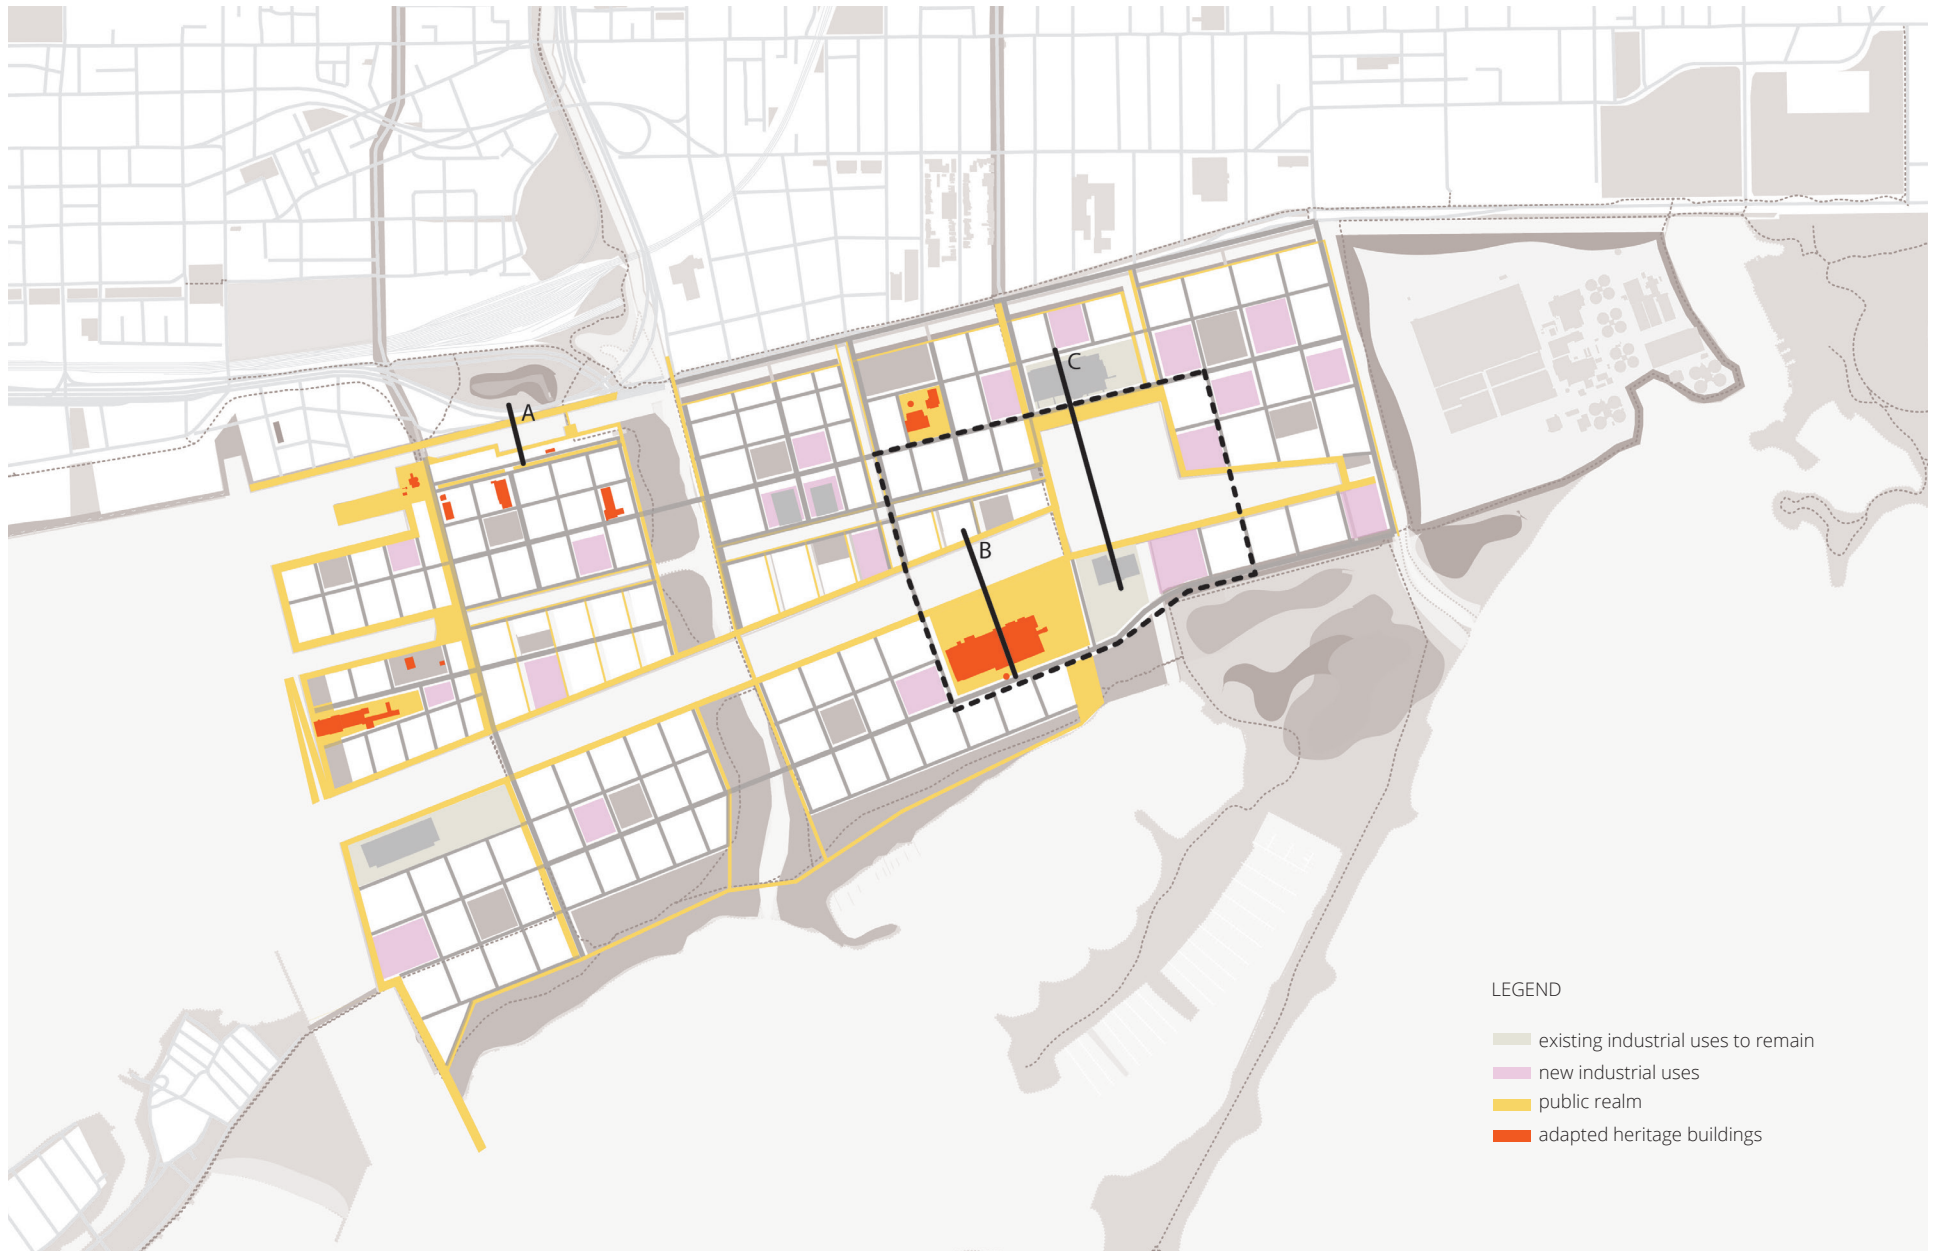 C
A
B
LEGEND
existing industrial uses to remain
new industrial uses
public realm
adapted heritage buildings